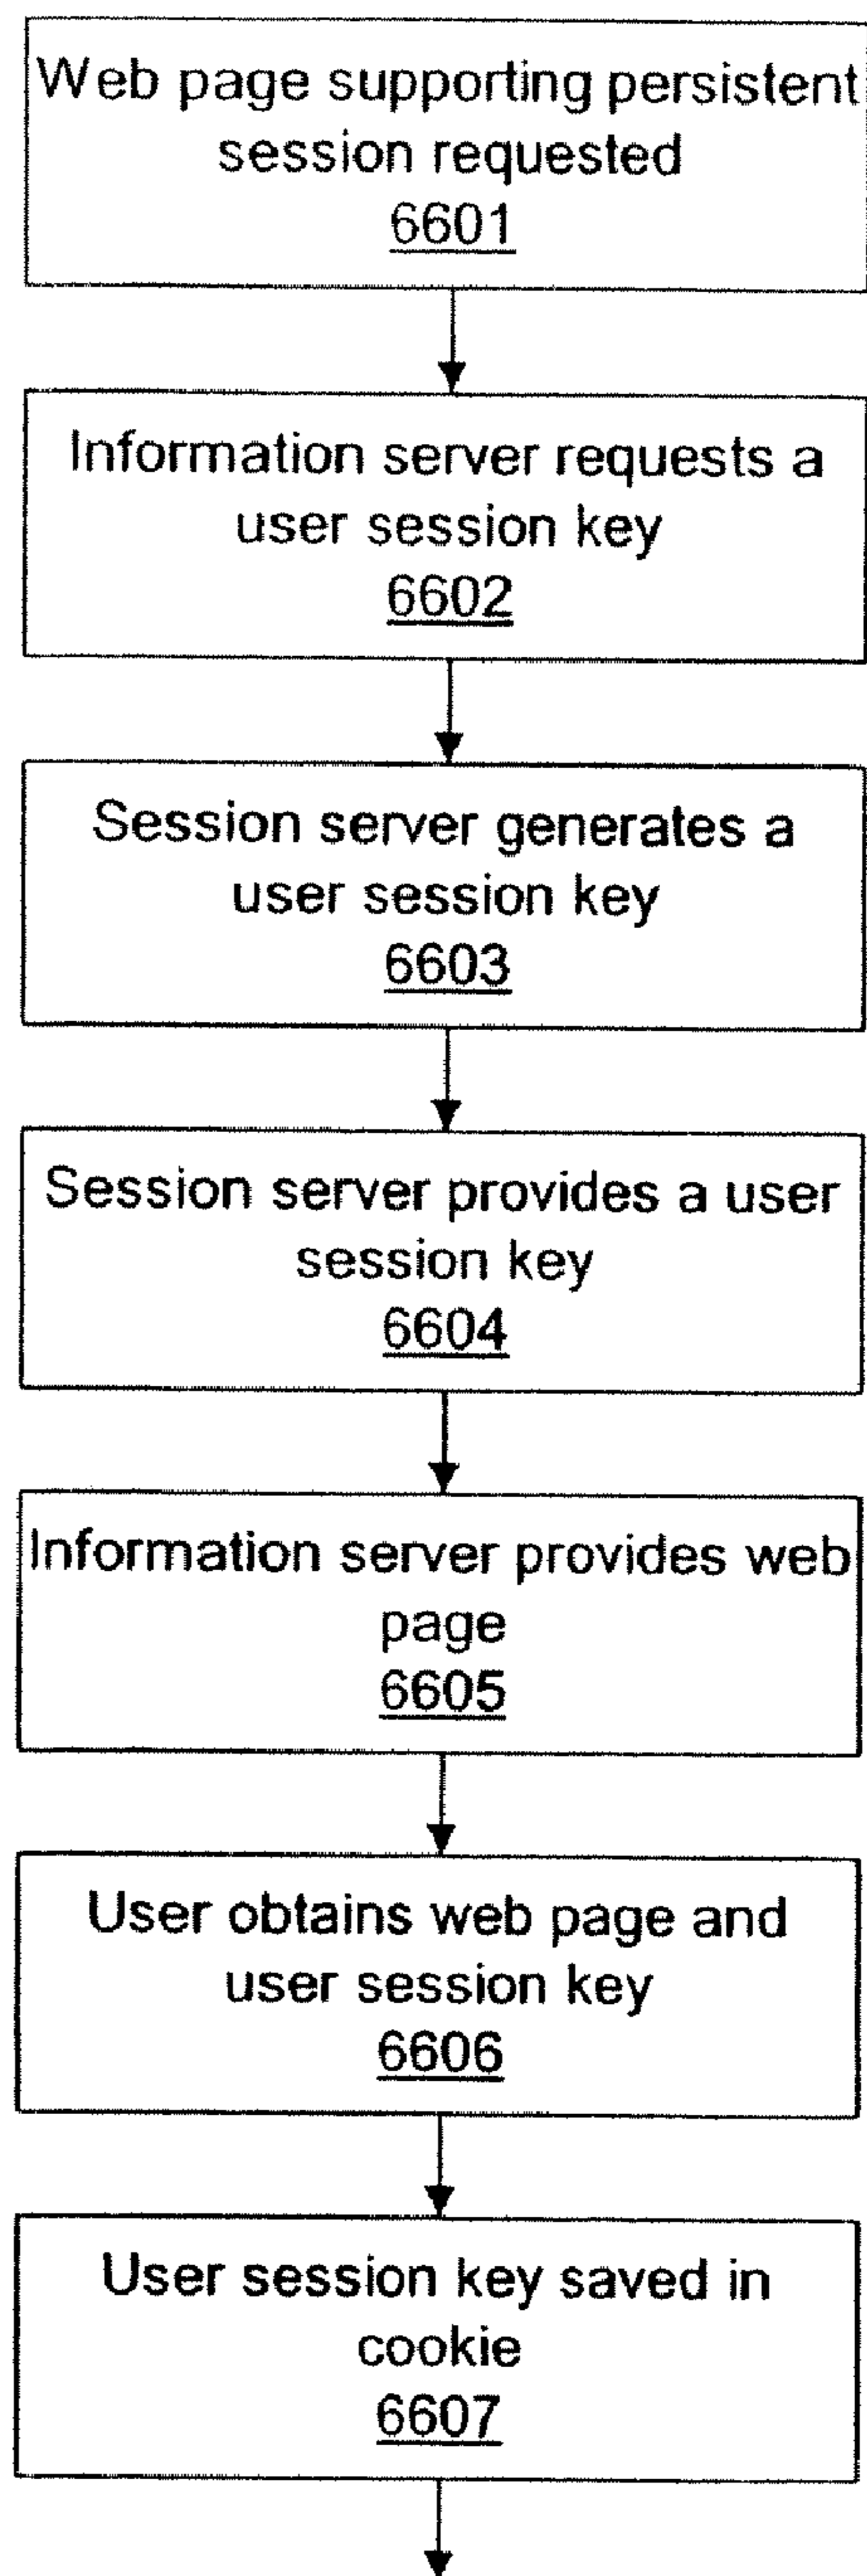 Web page supporting persistent
session requested
6601
Information server requests a
user session key
6602
Session server generates a
user session key
6603
Session server provides a user
session key
6604
Information server provides web
page
6605
User obtains web page and
user session key
6606
User session key saved in
cookie
6607